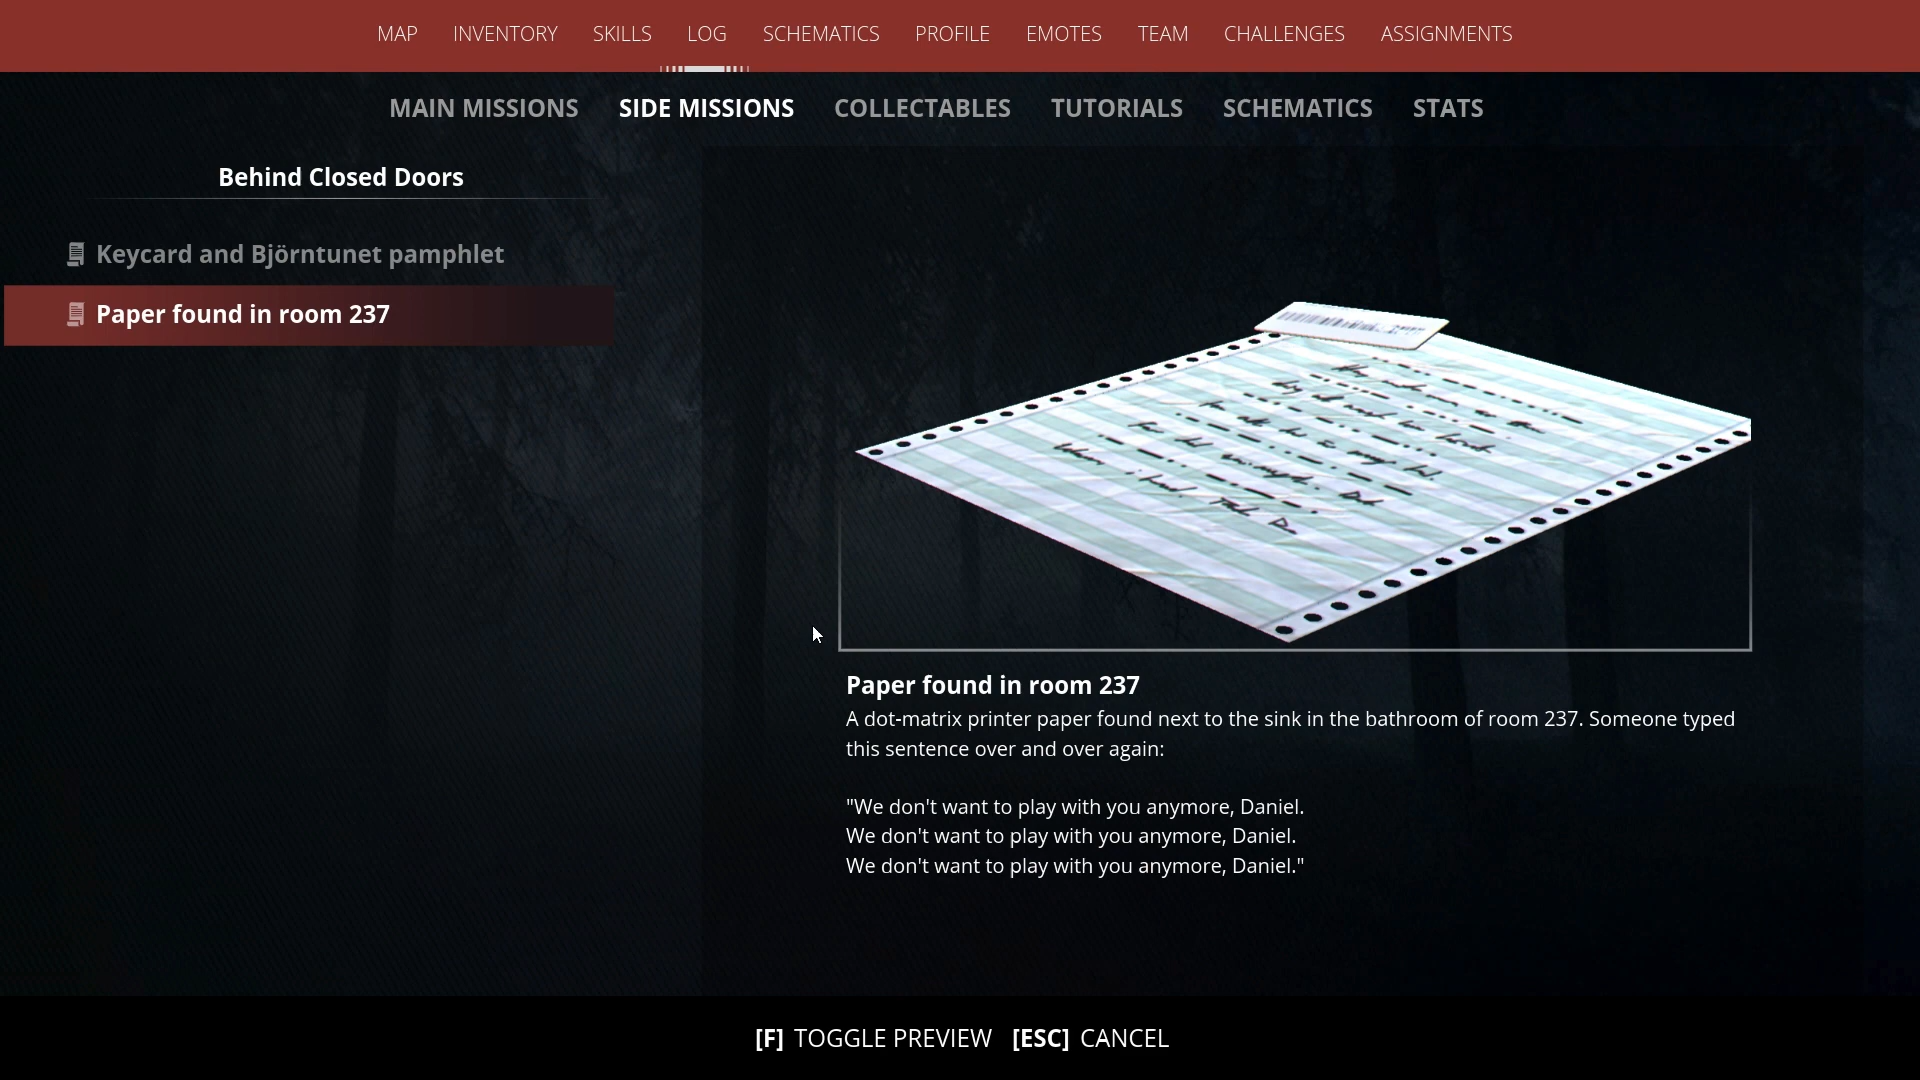 MAP INVENTORY SKILLS LOG SCHEMATICS PROFILE EMOTES TEAM CHALLENGES ASSIGNMENTS
MAIN MISSIONS SIDE MISSIONS COLLECTABLES TUTORIALS SCHEMATICS STATS
Behind Closed Doors
Keycard and Björntunet pamphlet
Paper found in room 237
Paper found in room 237
A dot-matrix printer paper found next to the sink in the bathroom of room 237. Someone typed
this sentence over and over again:
"We don't want to play with you anymore, Daniel.
We don't want to play with you anymore, Daniel.
We don't want to play with you anymore, Daniel."
[F] TOGGLE PREVIEW [ESC] CANCEL